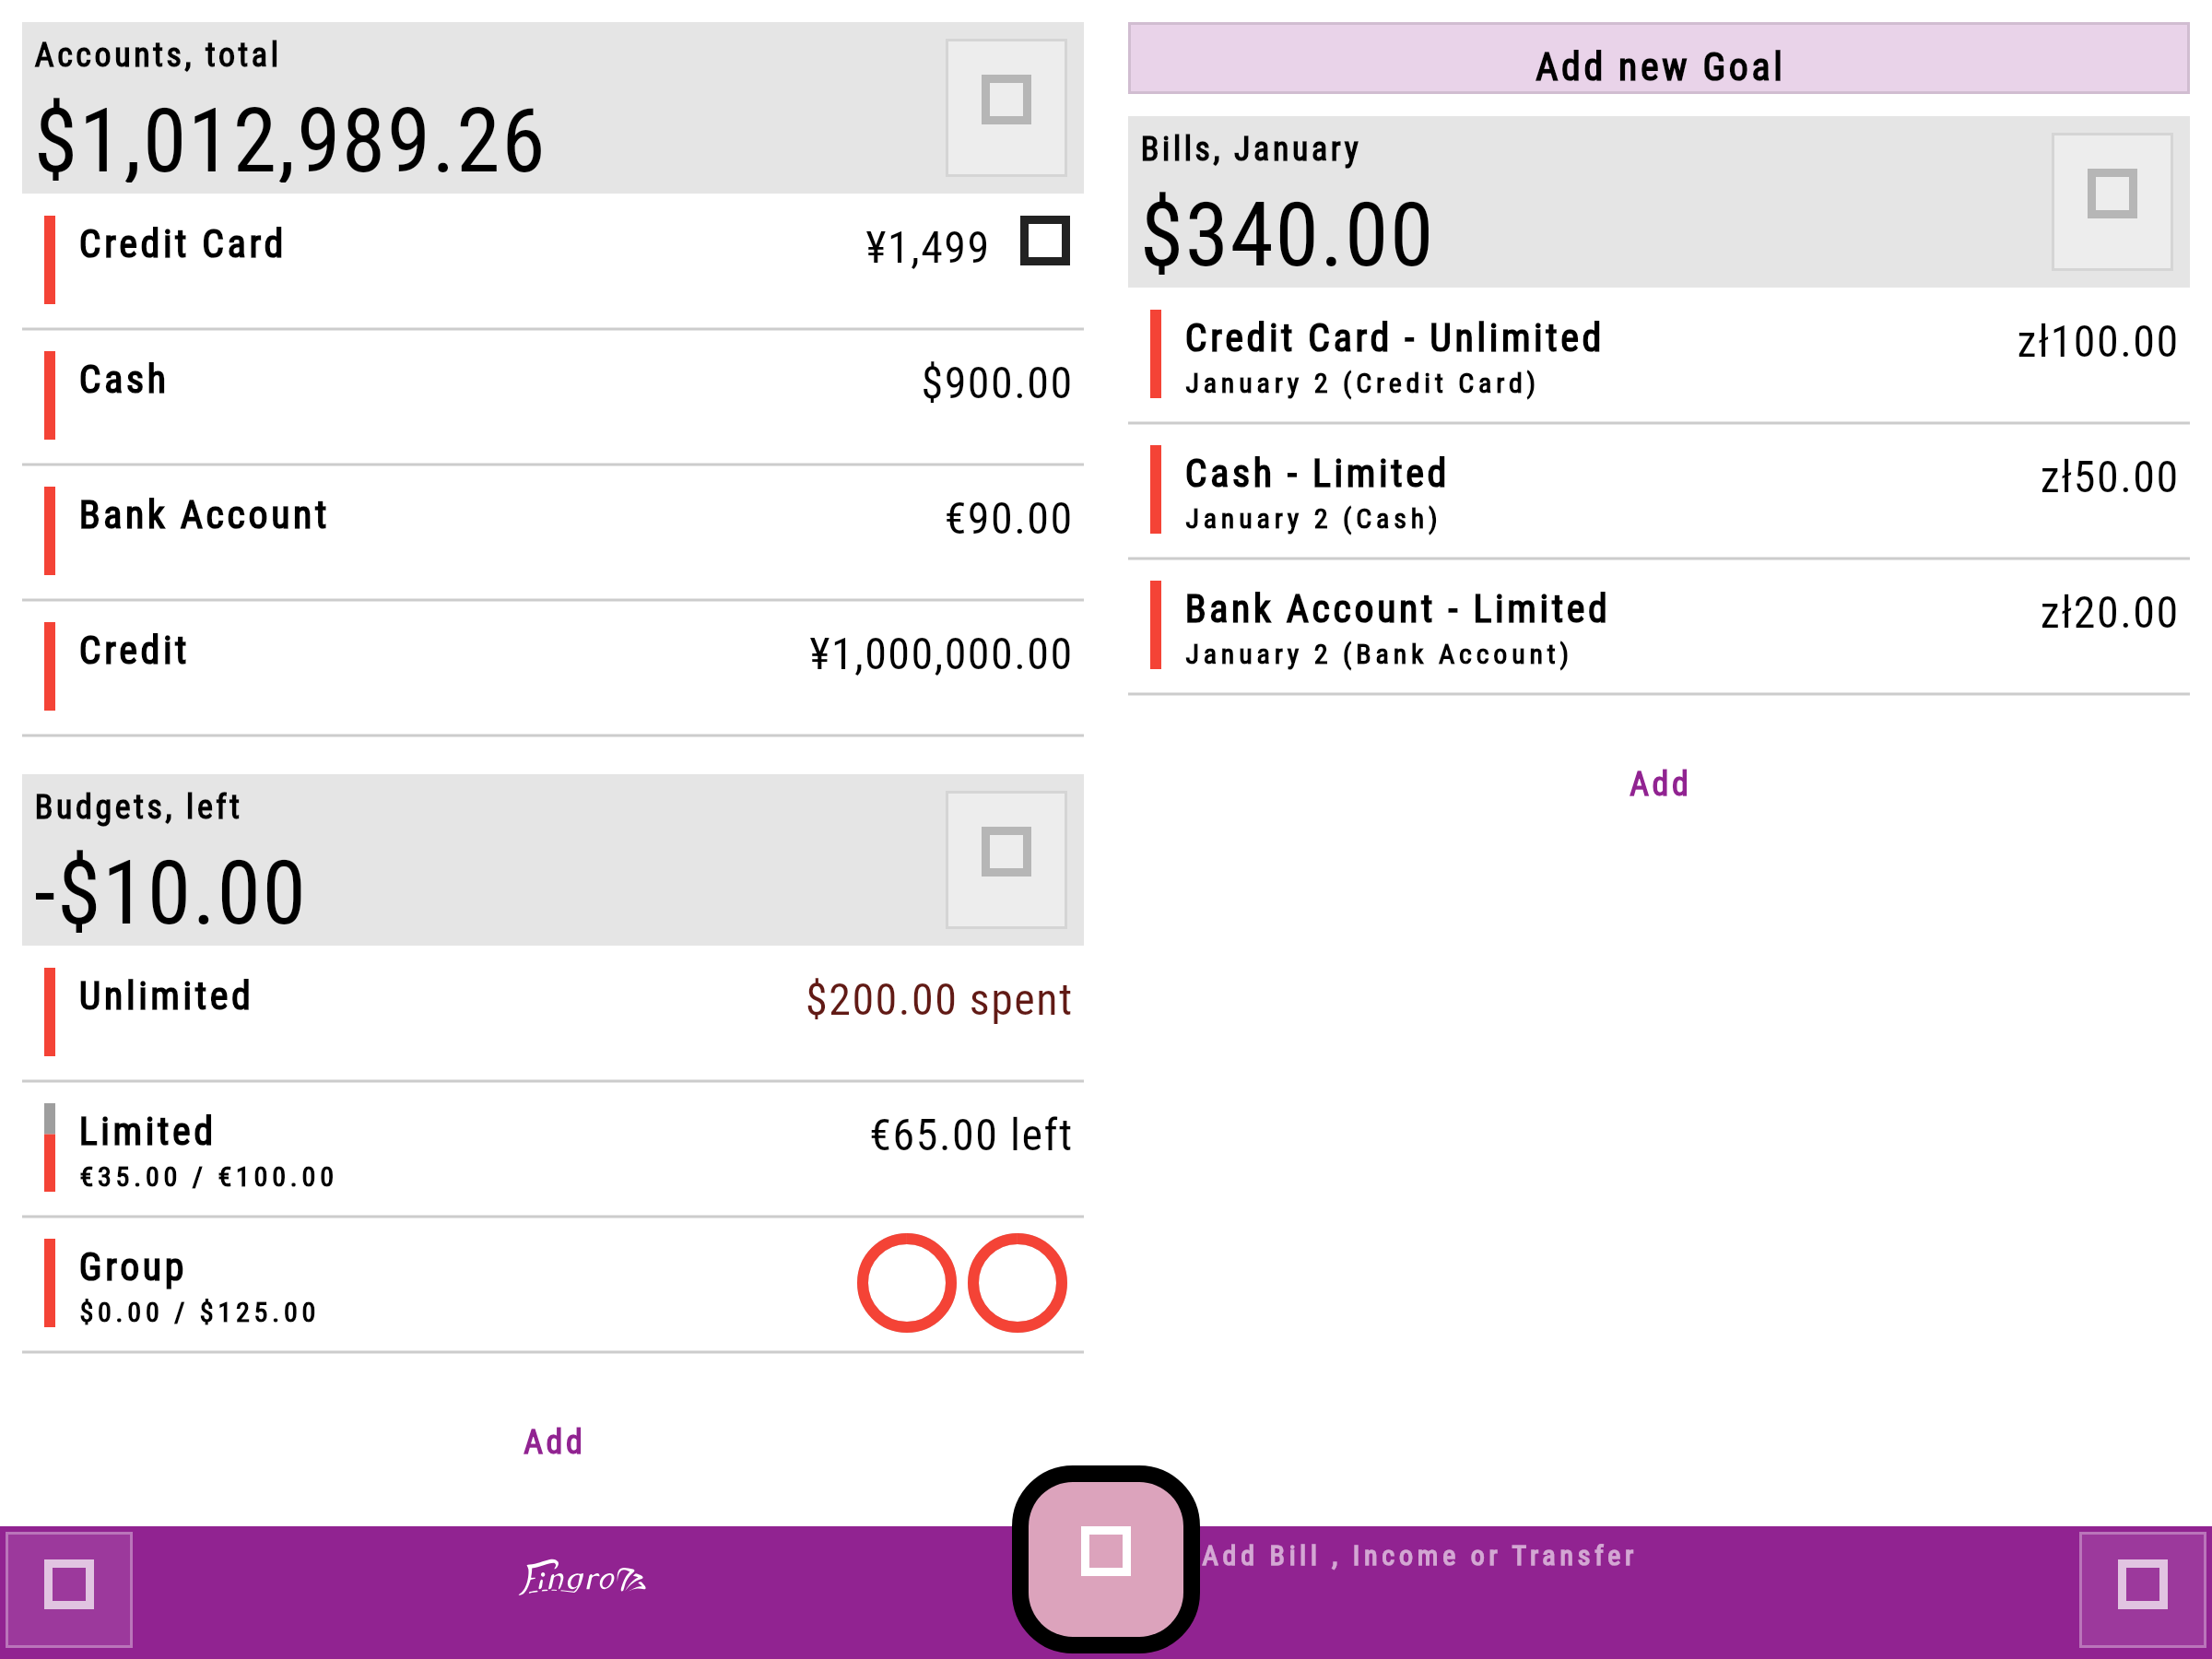 Accounts, total
$1,012,989.26
Credit Card
¥1,499
Cash
$900.00
Bank Account
€90.00
Credit
¥1,000,000.00
Budgets, left
-$10.00
Unlimited
$200.00 spent
Limited
€65.00 left
€35.00 / €100.00
Group
$0.00 / $125.00
Add
Add new Goal
Bills, January
$340.00
Credit Card - Unlimited
zł100.00
January 2 (Credit Card)
Cash - Limited
zł50.00
January 2 (Cash)
Bank Account - Limited
zł20.00
January 2 (Bank Account)
Add
Fingro
Add Bill , Income or Transfer